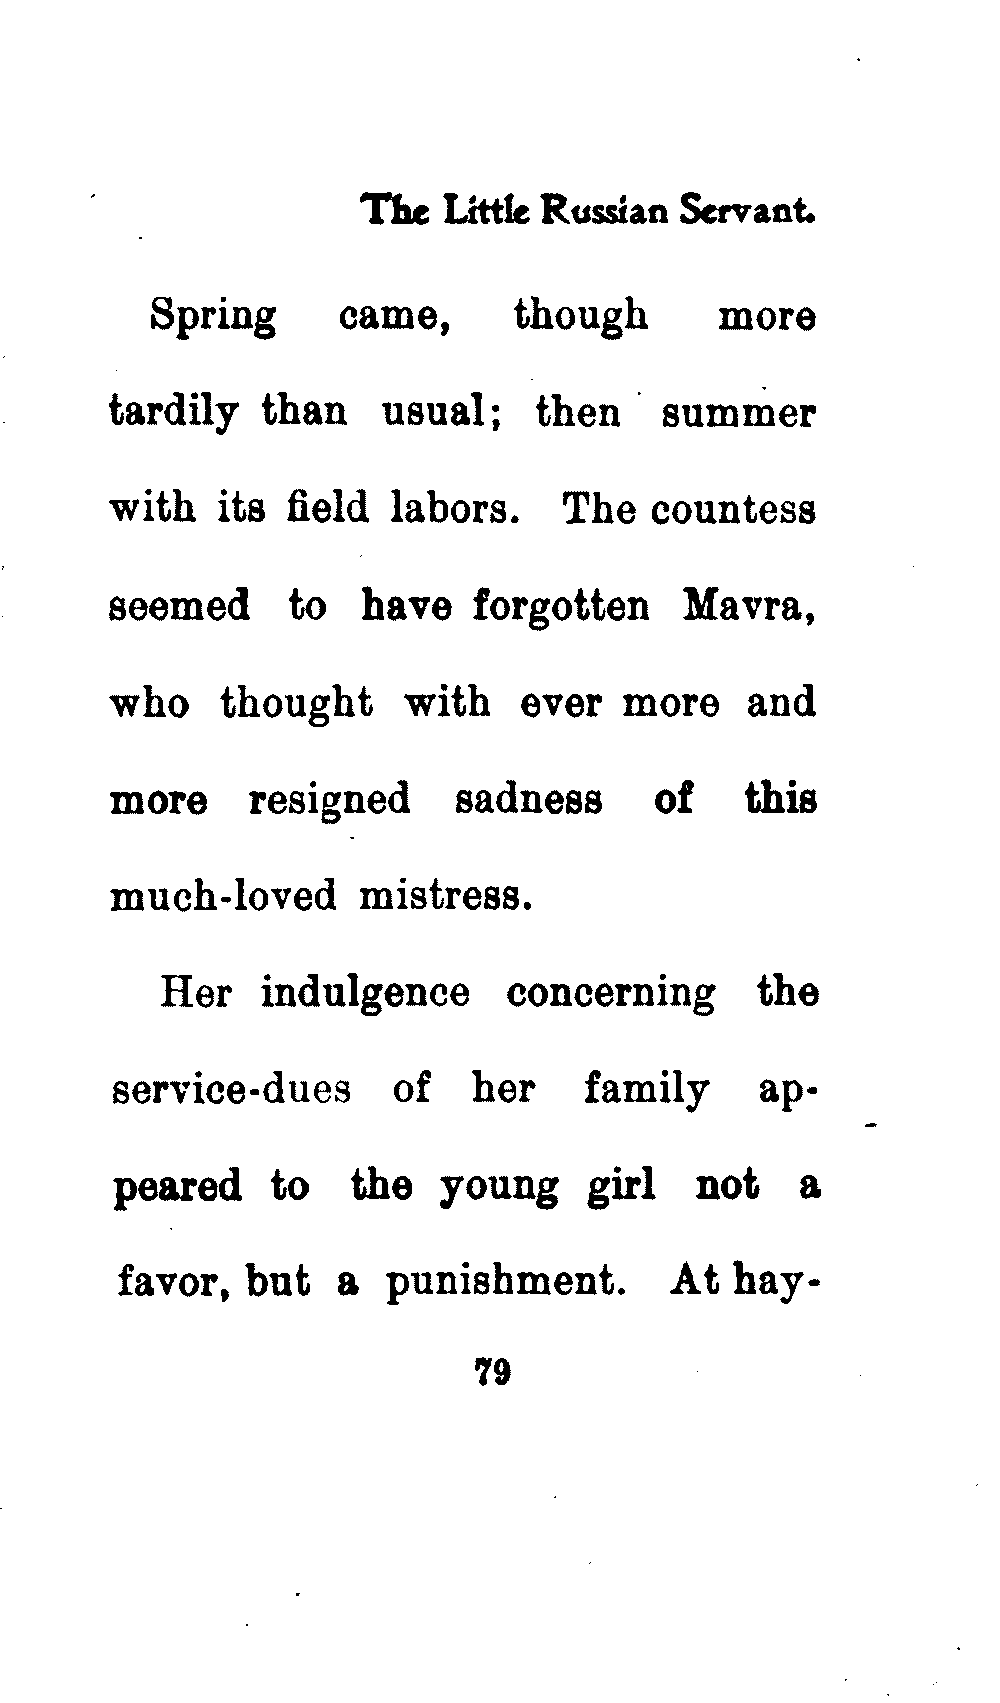 The Little Russian Servant.
Spring came, though more
tardily than usual; then summer
with its field labors. The countess
seemed to have forgotten Mavra,
who thought with ever more and
more resigned sadness of this
much-loved mistress.
Her indulgence concerning the
service-dues of her family ap-
peared to the young girl not a
favor, but a punishment. At hay-
79